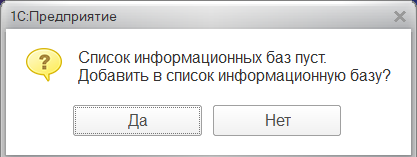 1С:Предприятие
Список информационных баз пуст.
Добавить в список информационную базу?
Да
Нет